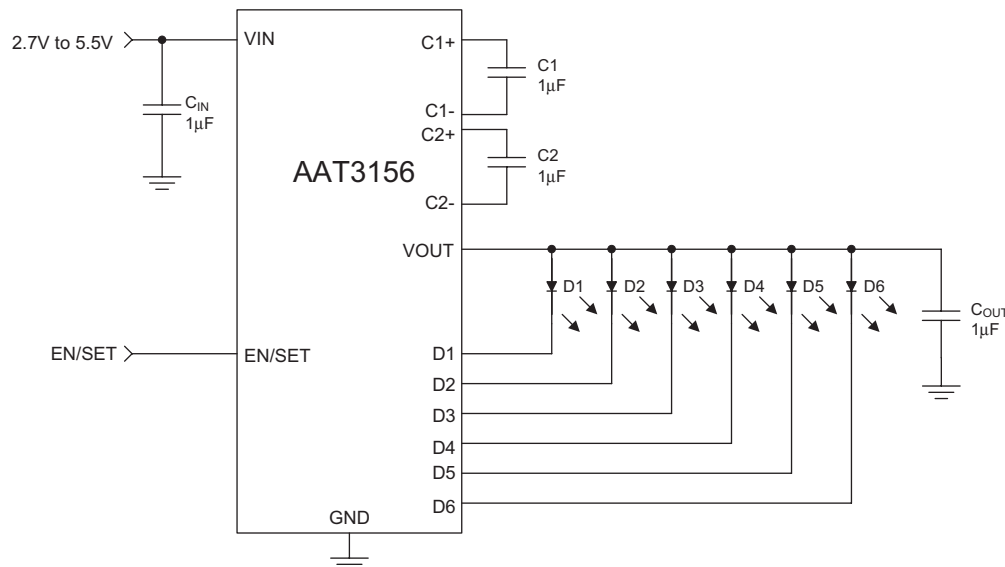 2.7V to 5.5V
VIN
C1+
C1
1μF
C1-
CIN
1μF
C2+
AAT3156
C2
1μF
C2-
VOUT
D1
D2
D3
D4
D5
D6
COUT
1μF
EN/SET
EN/SET
D1
D2
D3
D4
D5
D6
GND